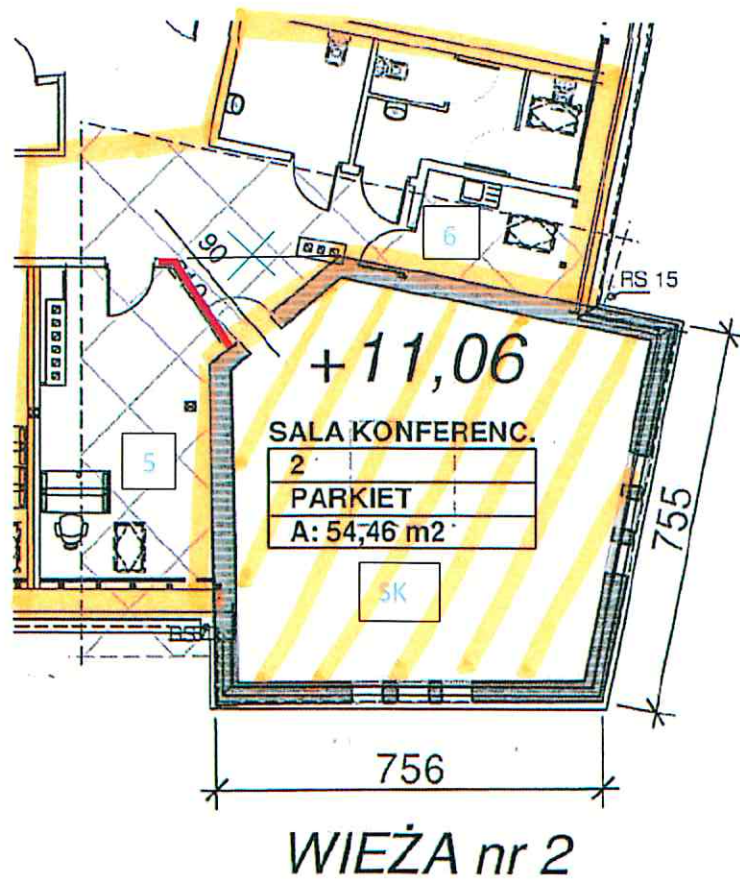 90
6
RS 15
+11,06
SALA KONFERENC.
2
PARKIET
A: 54,46 m2
5
SK
755
756
WIEŻA nr 2